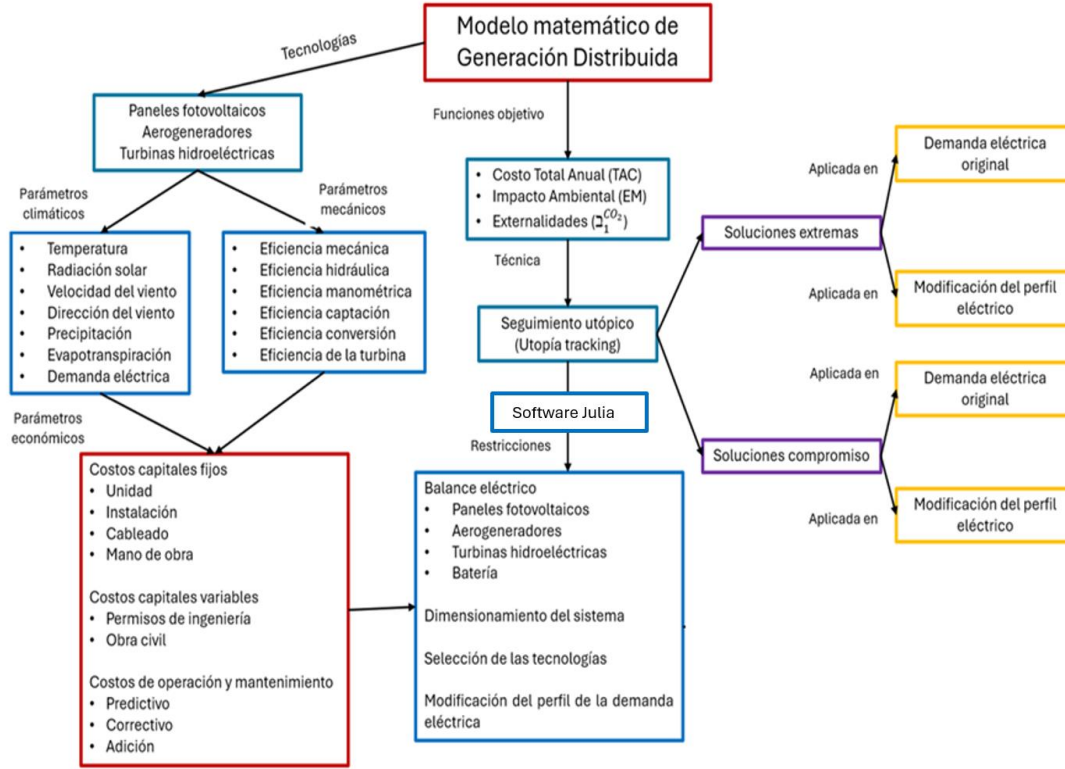 Modelo matemático de
Generación Distribuida
Tecnologías
Paneles fotovoltaicos
Aerogeneradores
Turbinas hidroeléctricas
Parámetros
climáticos
Parámetros
mecánicos
• Temperatura
• Radiación solar
• Velocidad del viento
• Dirección del viento
• Precipitación
• Evapotranspiración
• Demanda eléctrica
• Eficiencia mecánica
• Eficiencia hidráulica
• Eficiencia manométrica
• Eficiencia captación
• Eficiencia conversión
• Eficiencia de la turbina
Parámetros
económicos
Costos capitales fijos
• Unidad
• Instalación
• Cableado
• Mano de obra
Costos capitales variables
• Permisos de ingeniería
• Obra civil
Costos de operación y mantenimiento
• Predictivo
• Correctivo
• Adición
Funciones objetivo
• Costo Total Anual (TAC)
• Impacto Ambiental (EM)
• Externalidades (ℶ₁^CO₂)
Técnica
Seguimiento utópico
(Utopía tracking)
Software Julia
Restricciones
Balance eléctrico
• Paneles fotovoltaicos
• Aerogeneradores
• Turbinas hidroeléctricas
• Batería
Dimensionamiento del sistema
Selección de las tecnologías
Modificación del perfil de la demanda
eléctrica
Soluciones extremas
Aplicada en
Demanda eléctrica
original
Aplicada en
Modificación del perfil
eléctrico
Soluciones compromiso
Aplicada en
Demanda eléctrica
original
Aplicada en
Modificación del perfil
eléctrico